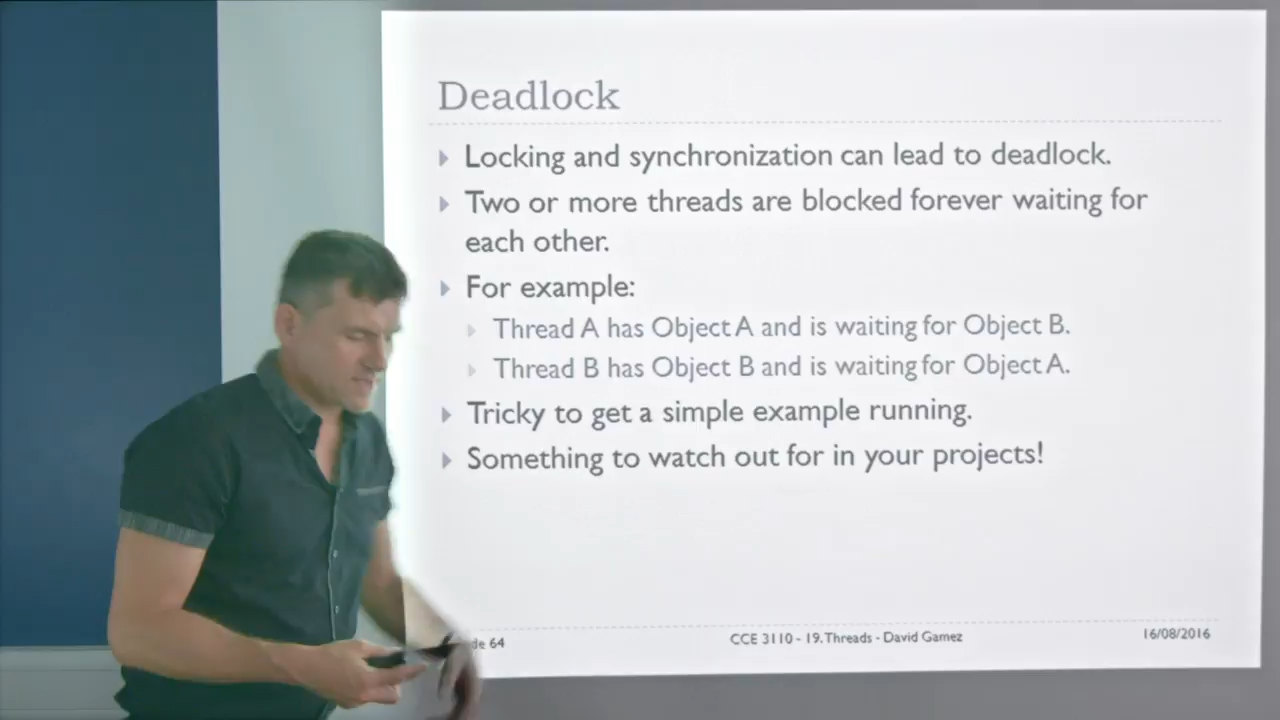 Deadlock
Locking and synchronization can lead to deadlock.
Two or more threads are blocked forever waiting for
each other.
For example:
Thread A has Object A and is waiting for Object B.
Thread B has Object B and is waiting for Object A.
Tricky to get a simple example running.
Something to watch out for in your projects!
64
CCE 3110 - 19.Threads - David Gamez
16/08/2016